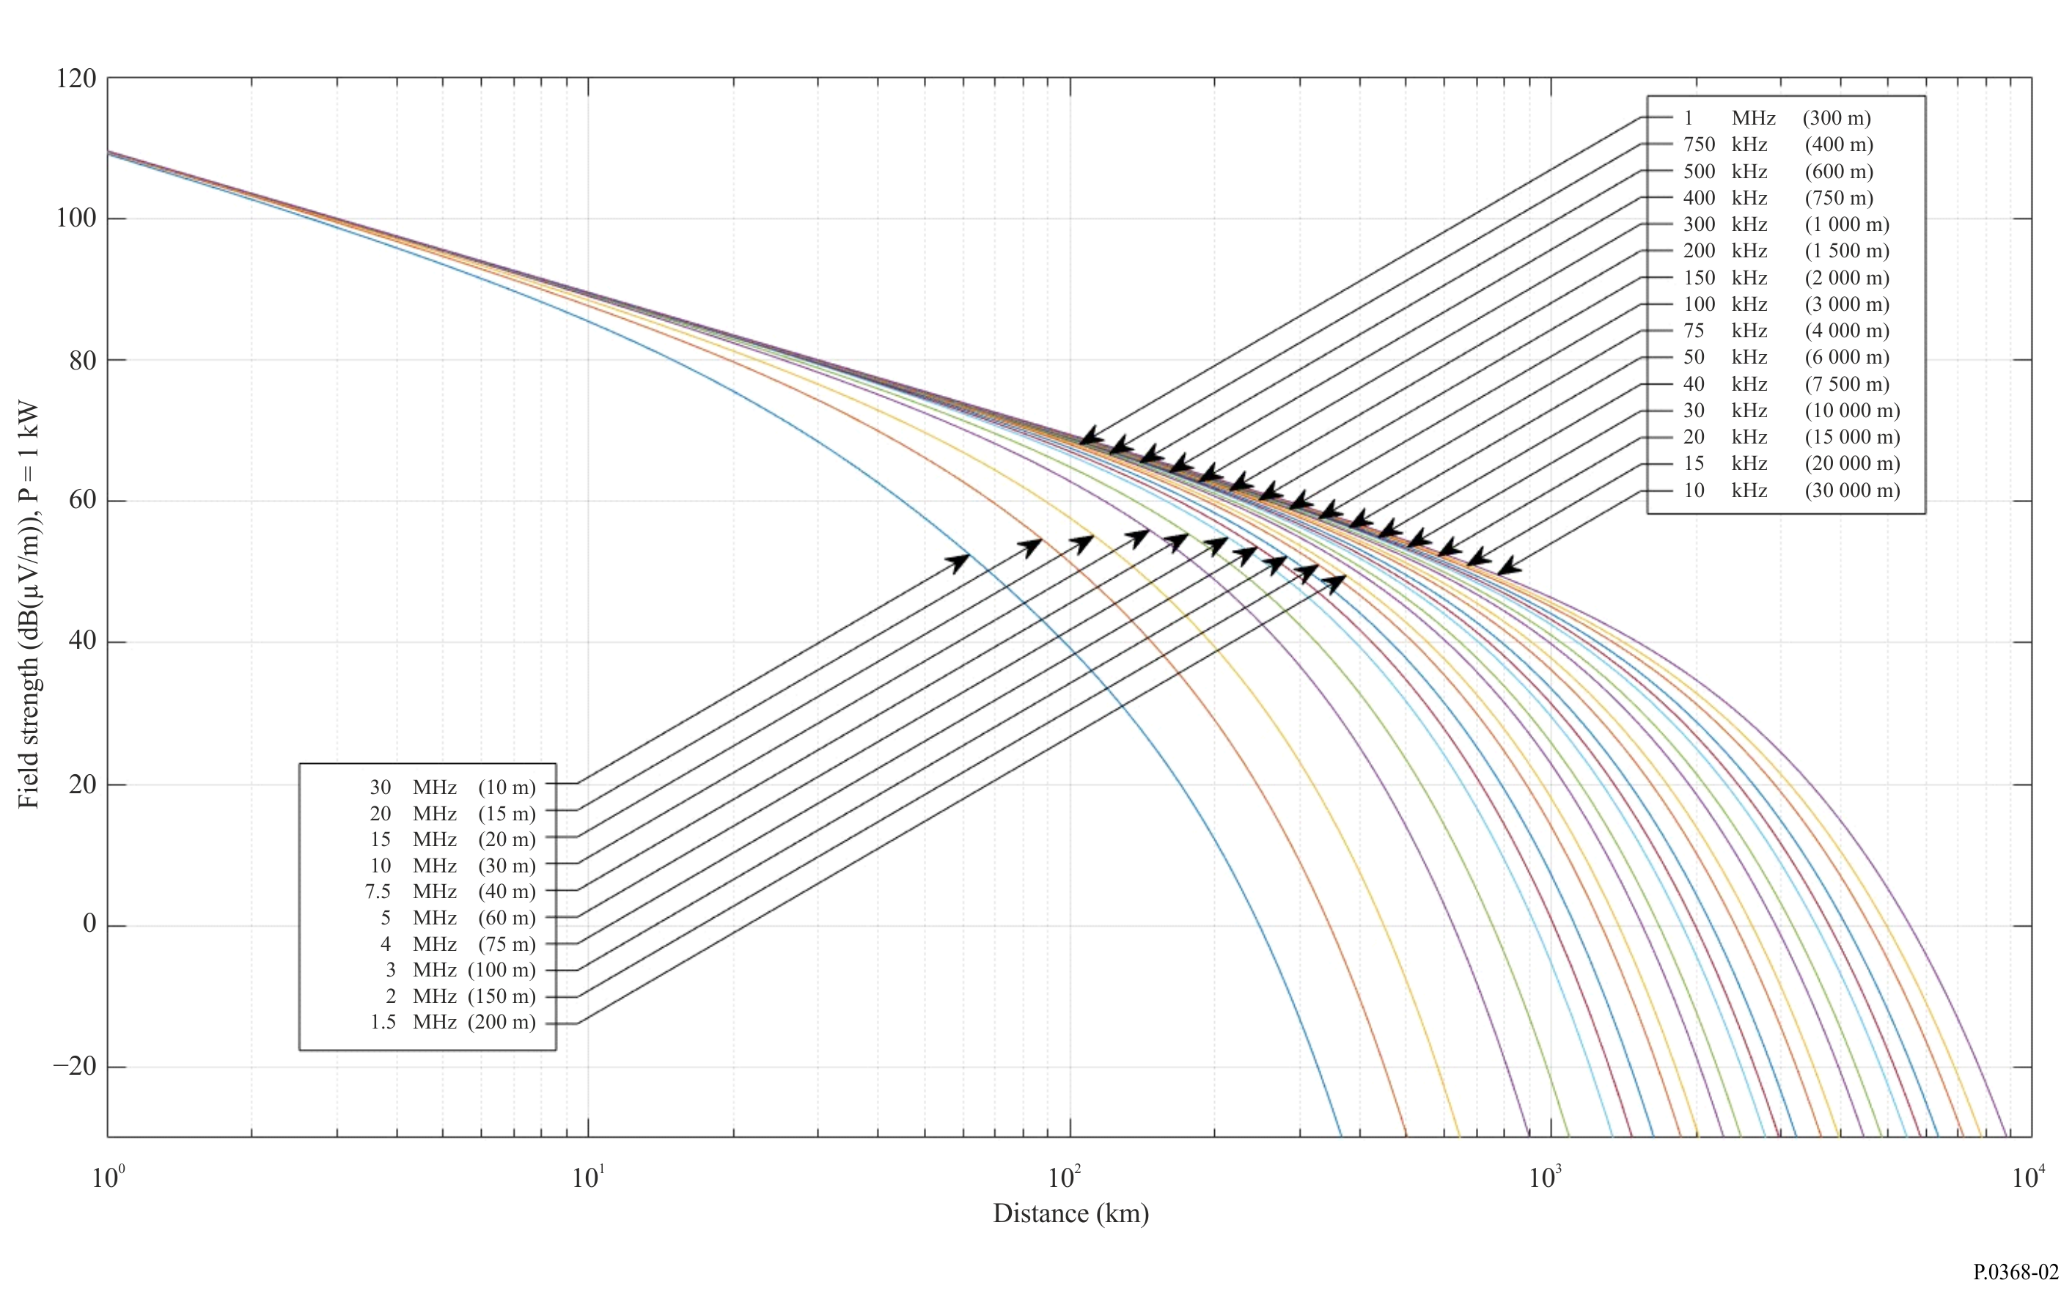 120
100
80
60
40
20
0
−20
Field strength (dB(µV/m)), P = 1 kW
1 MHz (300 m)
750 kHz (400 m)
500 kHz (600 m)
400 kHz (750 m)
300 kHz (1 000 m)
200 kHz (1 500 m)
150 kHz (2 000 m)
100 kHz (3 000 m)
75 kHz (4 000 m)
50 kHz (6 000 m)
40 kHz (7 500 m)
30 kHz (10 000 m)
20 kHz (15 000 m)
15 kHz (20 000 m)
10 kHz (30 000 m)
30 MHz (10 m)
20 MHz (15 m)
15 MHz (20 m)
10 MHz (30 m)
7.5 MHz (40 m)
5 MHz (60 m)
4 MHz (75 m)
3 MHz (100 m)
2 MHz (150 m)
1.5 MHz (200 m)
10⁰ 10¹ 10² 10³ 10⁴
Distance (km)
P.0368-02